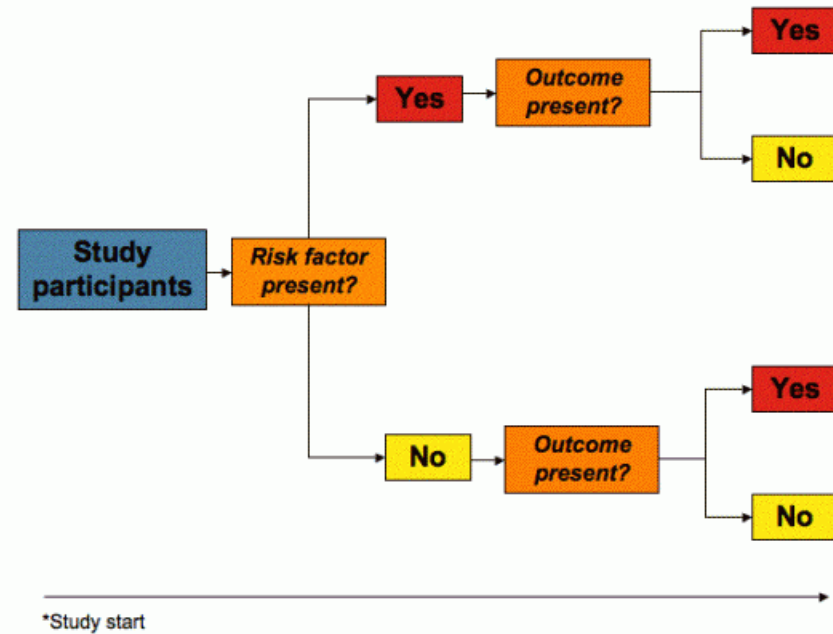 Yes
Outcome
present?
Yes
No
Study
participants
Risk factor
present?
Yes
No
Outcome
present?
No
*Study start